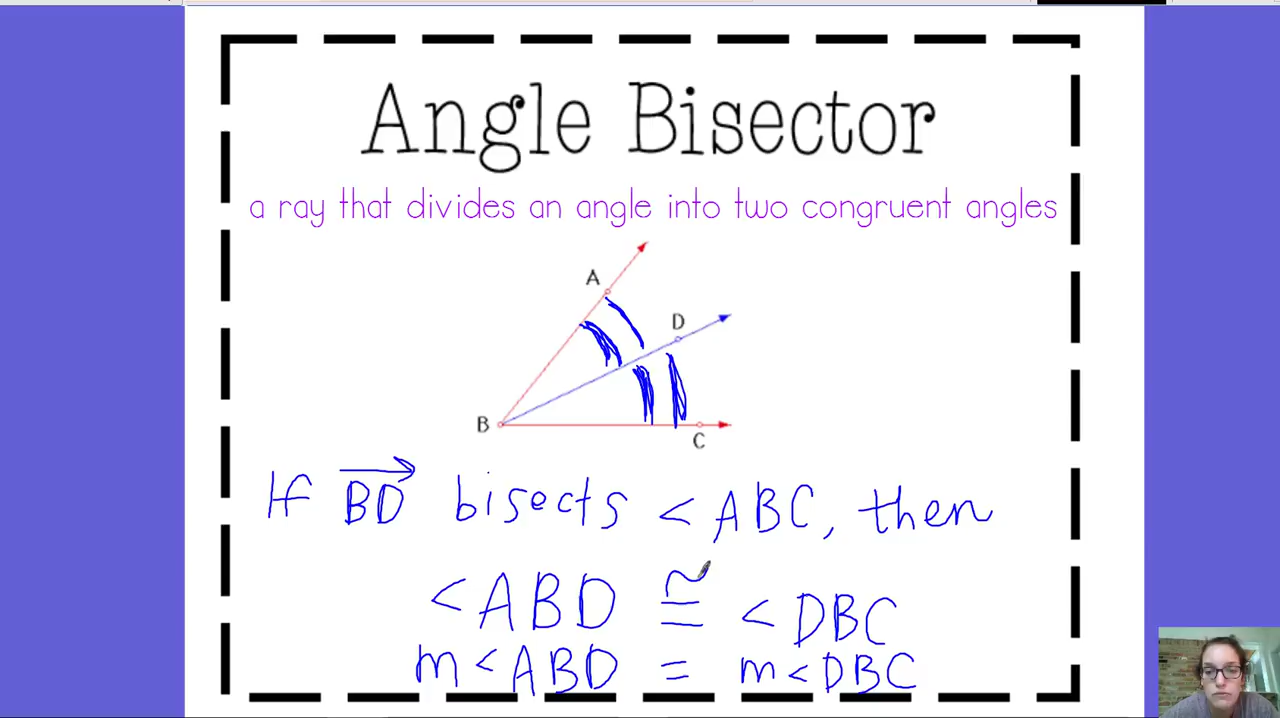 Angle Bisector
a ray that divides an angle into two congruent angles
A
D
B
C
If BD bisects <ABC, then
<ABD ≅ <DBC
m<ABD = m<DBC